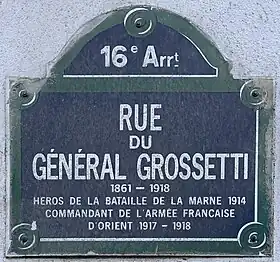 16e Arrt
RUE
DU
GÉNÉRAL GROSSETTI
1861 – 1918
HEROS DE LA BATAILLE DE LA MARNE 1914
COMMANDANT DE L'ARMÉE FRANCAISE
D'ORIENT 1917 – 1918